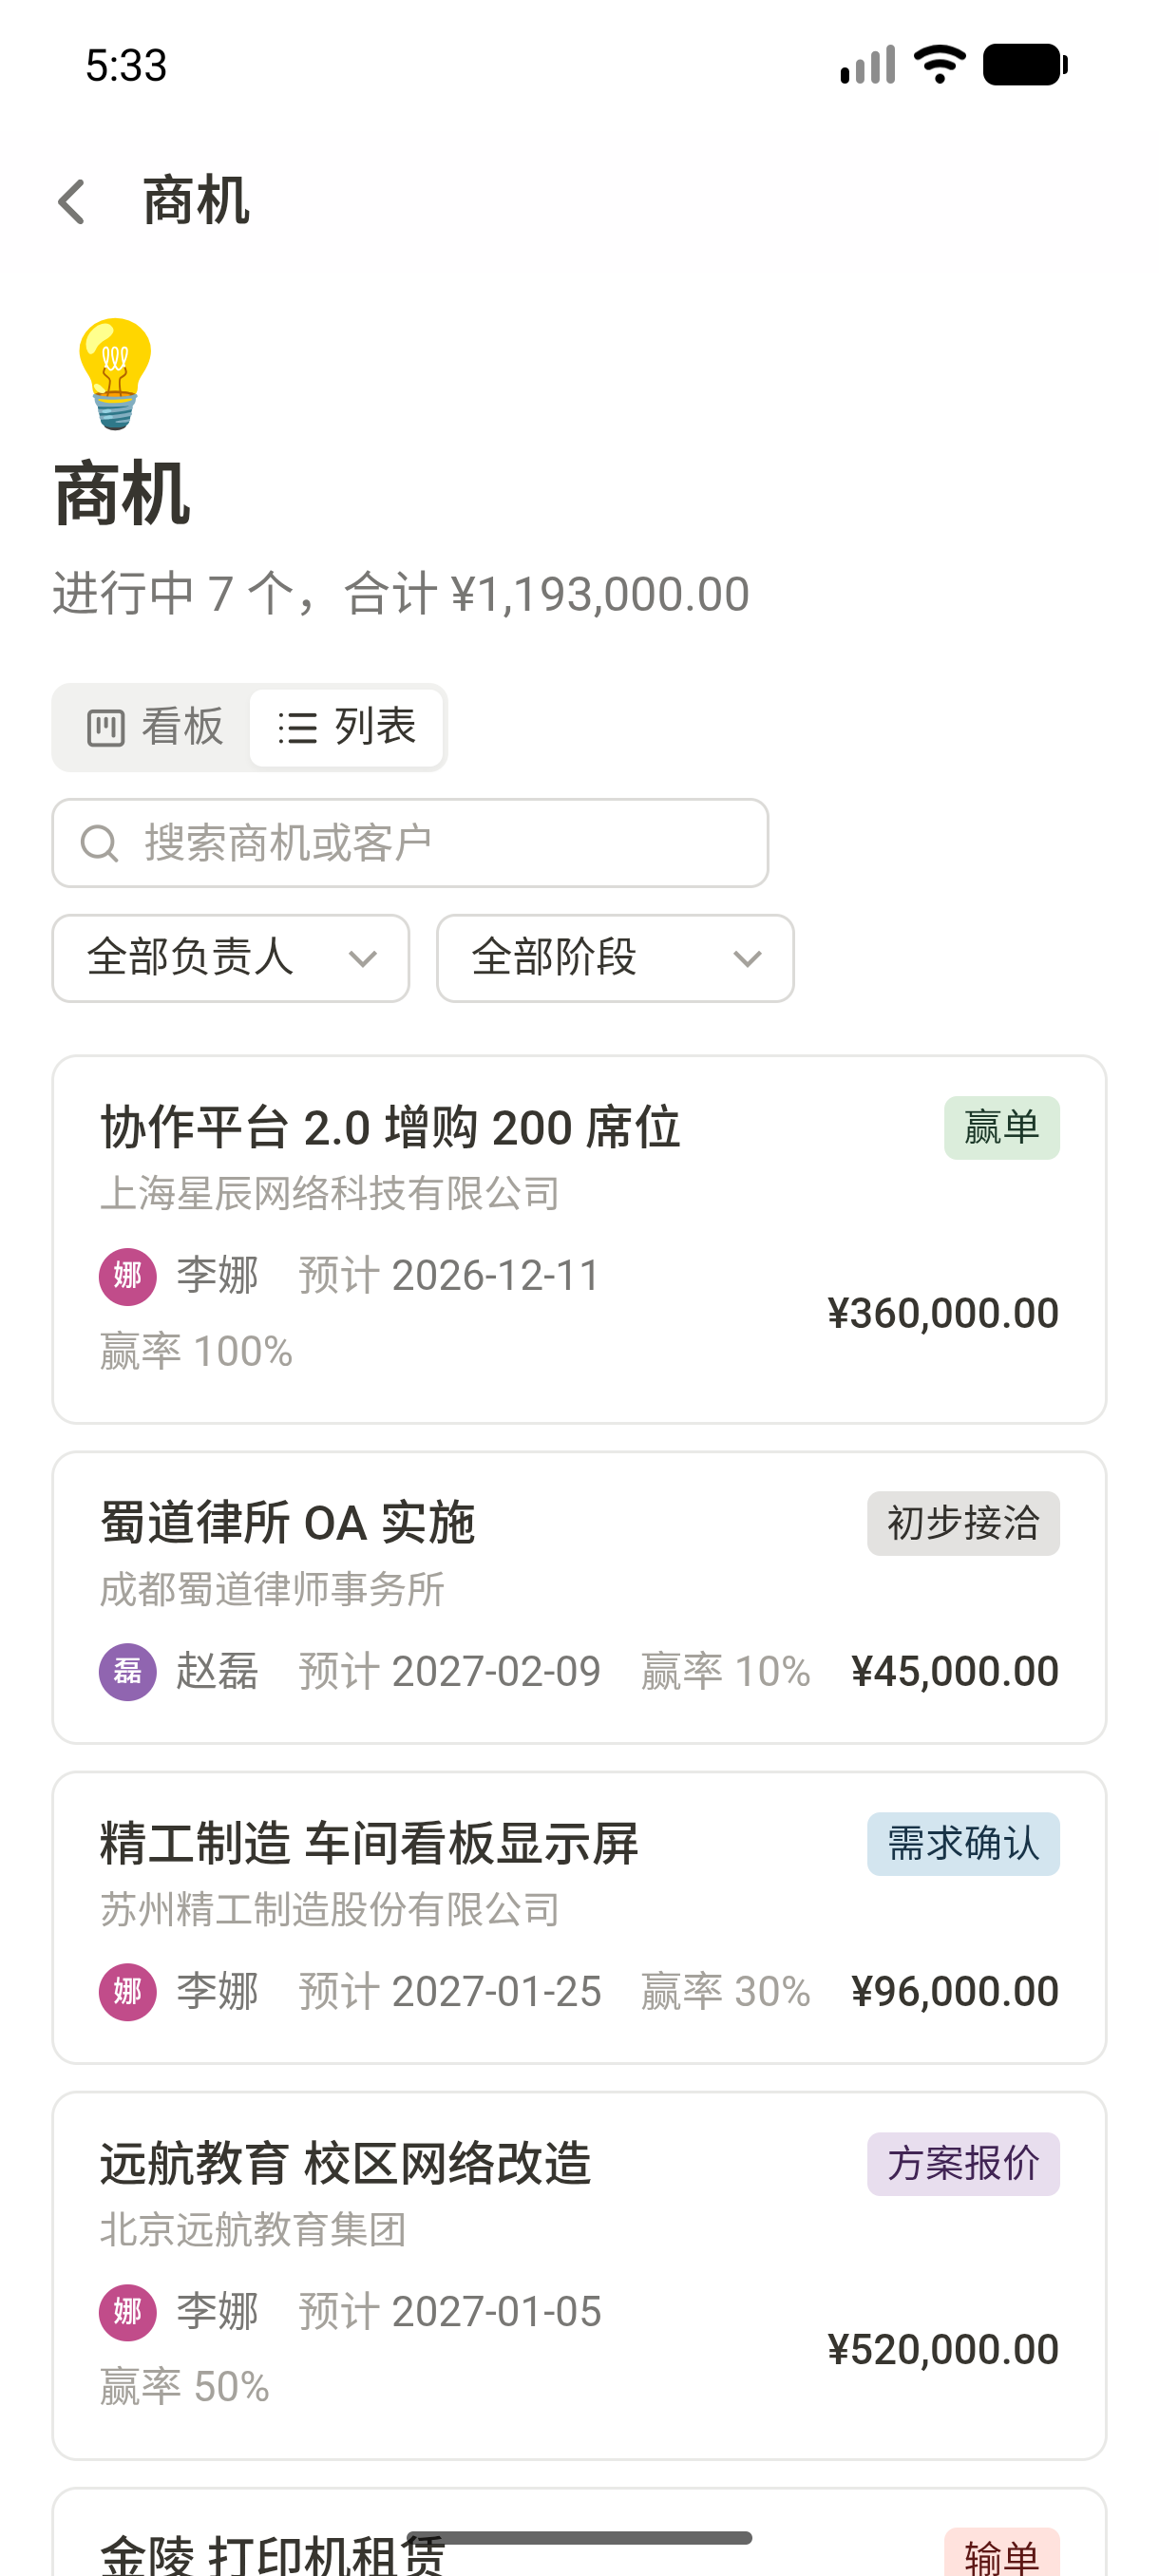 5:33
商机
商机
进行中 7 个，合计 ¥1,193,000.00
看板 列表
搜索商机或客户
全部负责人 全部阶段
协作平台 2.0 增购 200 席位 赢单
上海星辰网络科技有限公司
娜 李娜 预计 2026-12-11
¥360,000.00
赢率 100%
蜀道律所 OA 实施 初步接洽
成都蜀道律师事务所
磊 赵磊 预计 2027-02-09 赢率 10% ¥45,000.00
精工制造 车间看板显示屏 需求确认
苏州精工制造股份有限公司
娜 李娜 预计 2027-01-25 赢率 30% ¥96,000.00
远航教育 校区网络改造 方案报价
北京远航教育集团
娜 李娜 预计 2027-01-05
¥520,000.00
赢率 50%
金陵 打印机租赁 输单